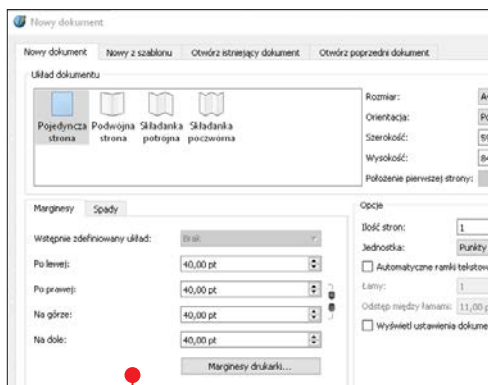 Nowy dokument
Nowy dokument Nowy z szablonu Otwórz istniejący dokument Otwórz poprzedni dokument
Układ dokumentu
Pojedyncza strona
Podwójna strona
Składanka potrójna
Składanka poczwórna
Rozmiar:
Orientacja:
Szerokość:
Wysokość:
Położenie pierwszej strony:
Marginesy Spady
Wstępnie zdefiniowany układ: Brak
Po lewej: 40,00 pt
Po prawej: 40,00 pt
Na górze: 40,00 pt
Na dole: 40,00 pt
Marginesy drukarki...
Opcje
Ilość stron: 1
Jednostka: Punkty
Automatyczne ramki tekstow
Łamy: 1
Odstęp między łamami: 11,00 p
Wyświetl ustawienia dokume